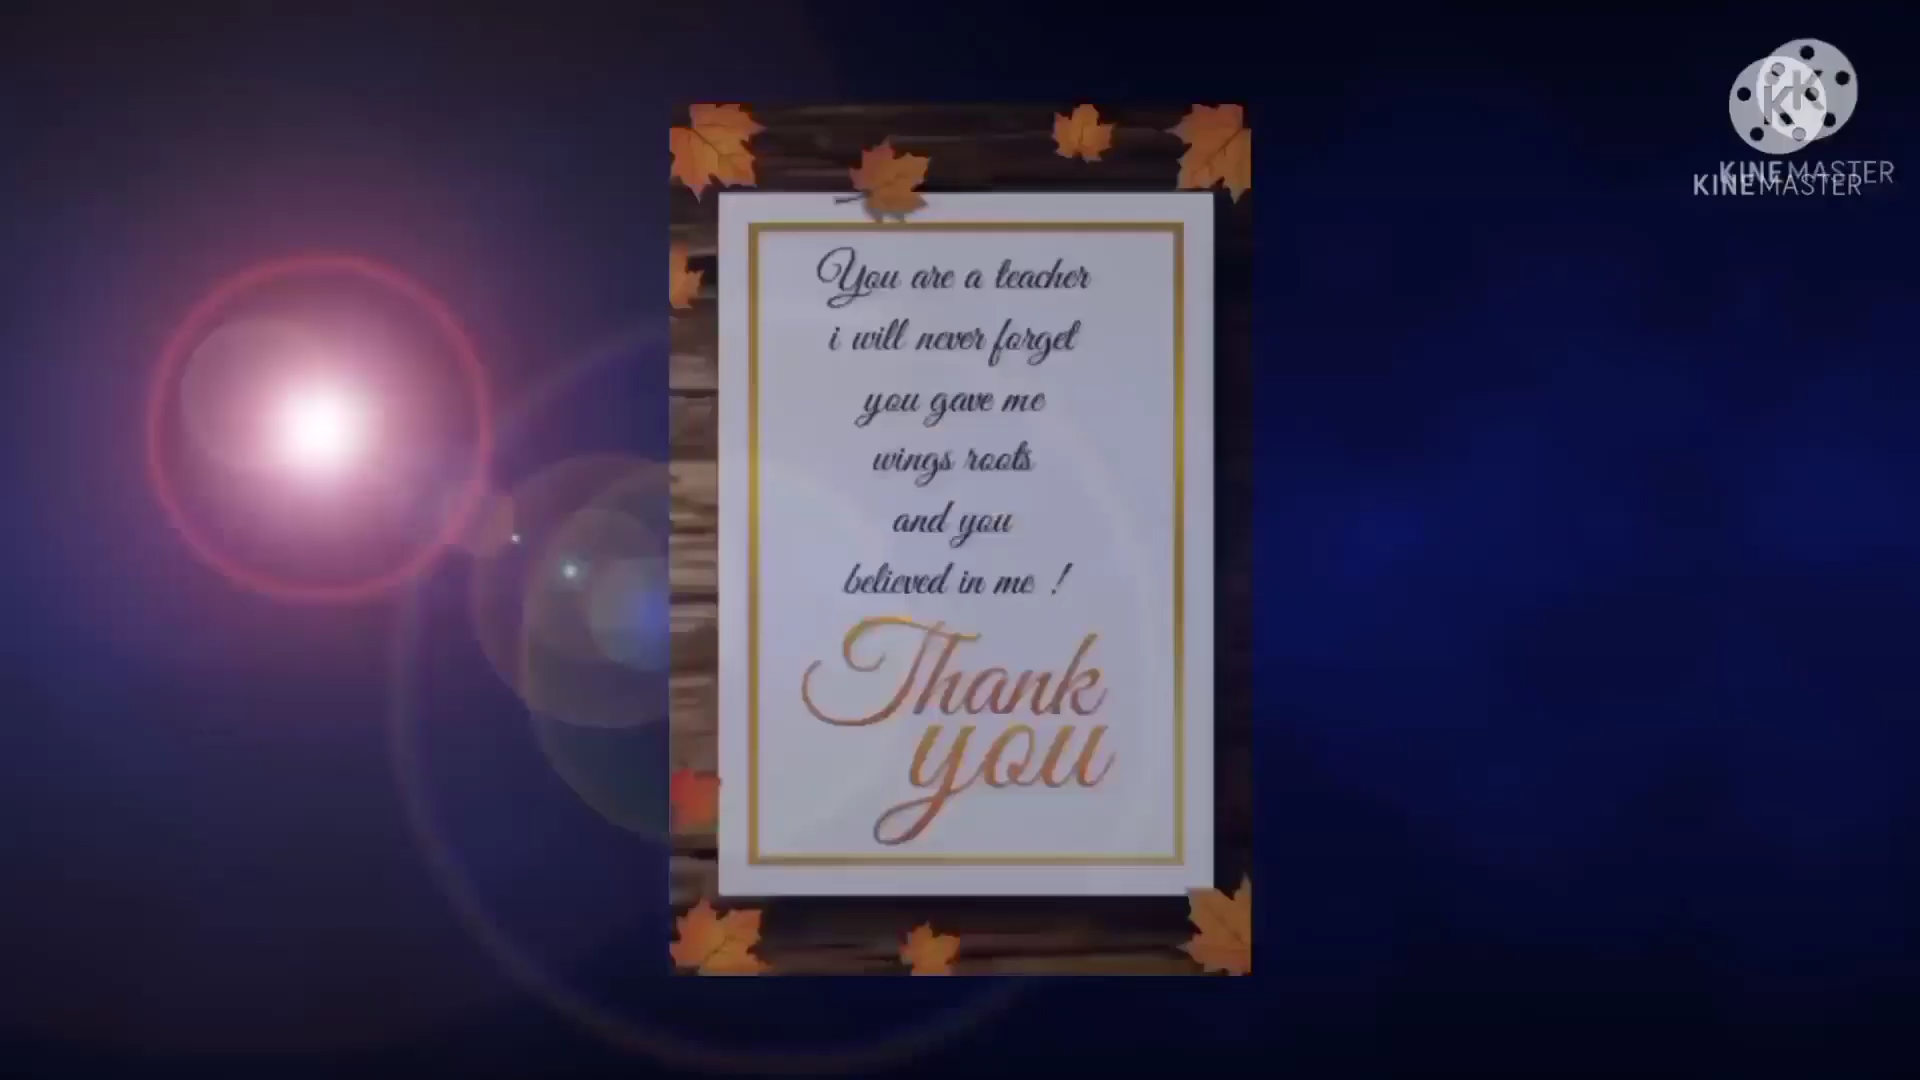 You are a teacher
i will never forget
you gave me
wings roots
and you
believed in me !
Thank
you
KINEMASTER
KINEMASTER